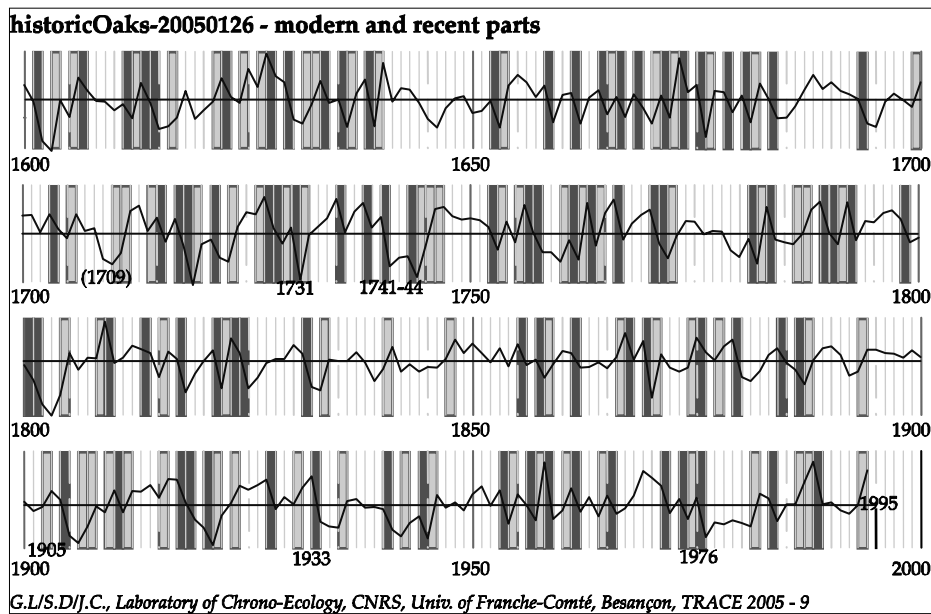 historicOaks-20050126 - modern and recent parts
1600 1650 1700
(1709) 1731 1741-44
1700 1750 1800
1800 1850 1900
1995
1905 1933 1976
1900 1950 2000
G.L/S.D/J.C., Laboratory of Chrono-Ecology, CNRS, Univ. of Franche-Comté, Besançon, TRACE 2005 - 9